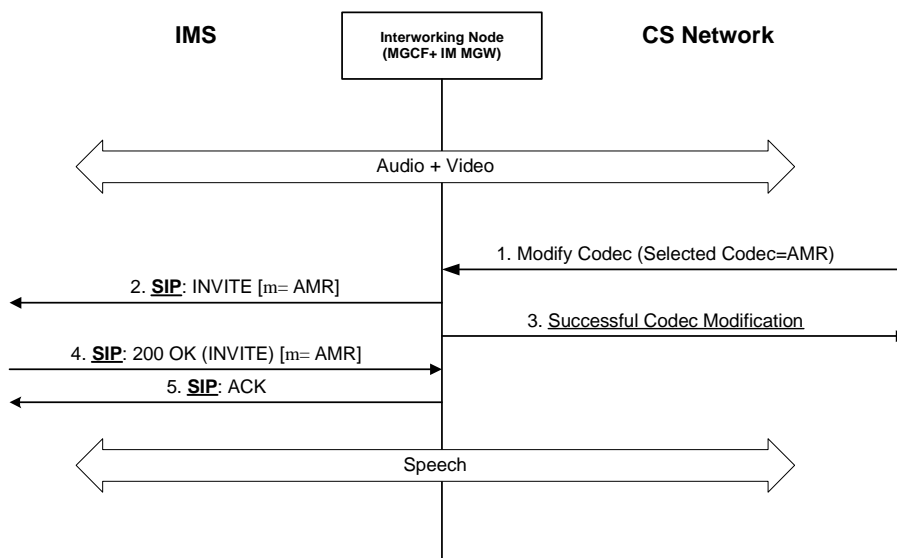 IMS
Interworking Node
(MGCF+ IM MGW)
CS Network
Audio + Video
1. Modify Codec (Selected Codec=AMR)
2. SIP: INVITE [m= AMR]
3. Successful Codec Modification
4. SIP: 200 OK (INVITE) [m= AMR]
5. SIP: ACK
Speech